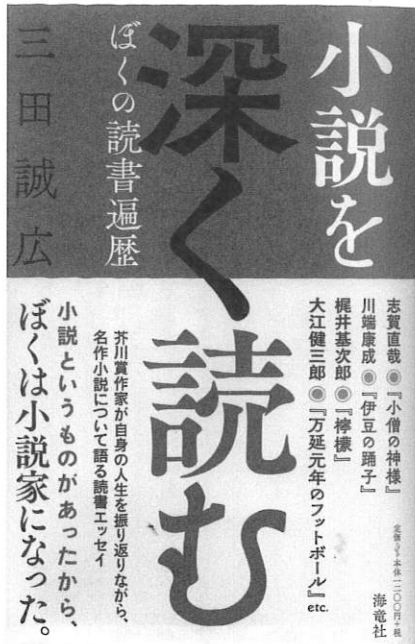 小説を
深く読む
ぼくの読書遍歴
三田誠広
志賀直哉◉『小僧の神様』
川端康成◉『伊豆の踊子』
梶井基次郎◉『檸檬』
大江健三郎◉『万延元年のフットボール』etc.
芥川賞作家が自身の人生を振り返りながら、
名作小説について語る読書エッセイ
小説というものがあったから、
ぼくは小説家になった。
海竜社